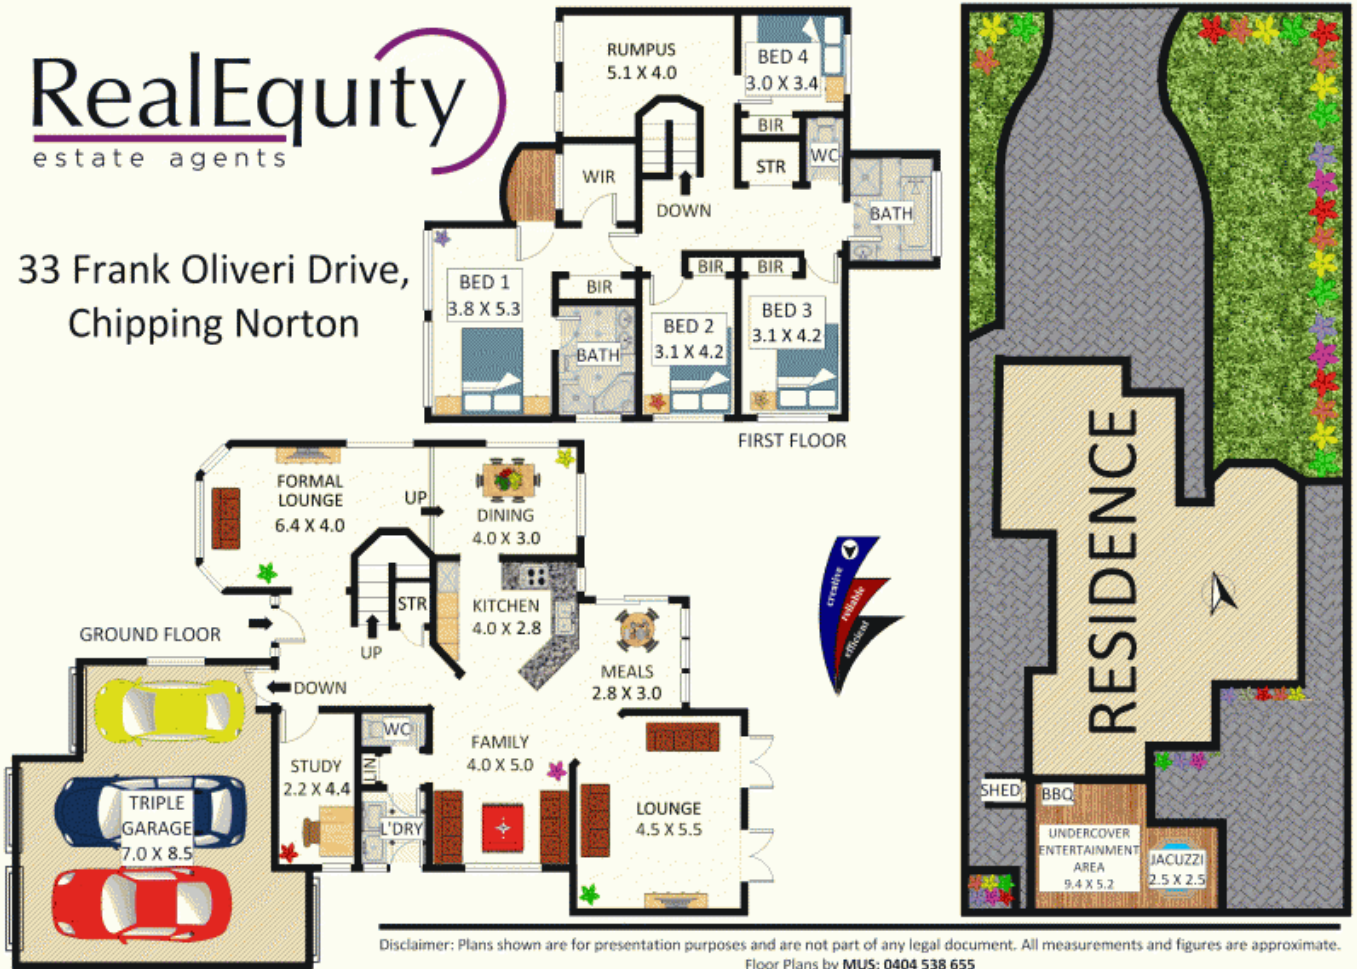 RealEquity
estate agents
33 Frank Oliveri Drive,
Chipping Norton
RUMPUS
5.1 X 4.0
BED 4
3.0 X 3.4
BIR
STR
WC
WIR
DOWN
BATH
BED 1
3.8 X 5.3
BIR
BATH
BIR
BED 2
3.1 X 4.2
BIR
BED 3
3.1 X 4.2
FIRST FLOOR
FORMAL
LOUNGE
6.4 X 4.0
UP
DINING
4.0 X 3.0
STR
KITCHEN
4.0 X 2.8
GROUND FLOOR
UP
MEALS
2.8 X 3.0
DOWN
WC
LIN
STUDY
2.2 X 4.4
FAMILY
4.0 X 5.0
TRIPLE
GARAGE
7.0 X 8.5
L'DRY
LOUNGE
4.5 X 5.5
creative
reliable
efficient
RESIDENCE
SHED
BBQ
UNDERCOVER
ENTERTAINMENT
AREA
9.4 X 5.2
JACUZZI
2.5 X 2.5
Disclaimer: Plans shown are for presentation purposes and are not part of any legal document. All measurements and figures are approximate.
Floor Plans by MUS: 0404 538 655